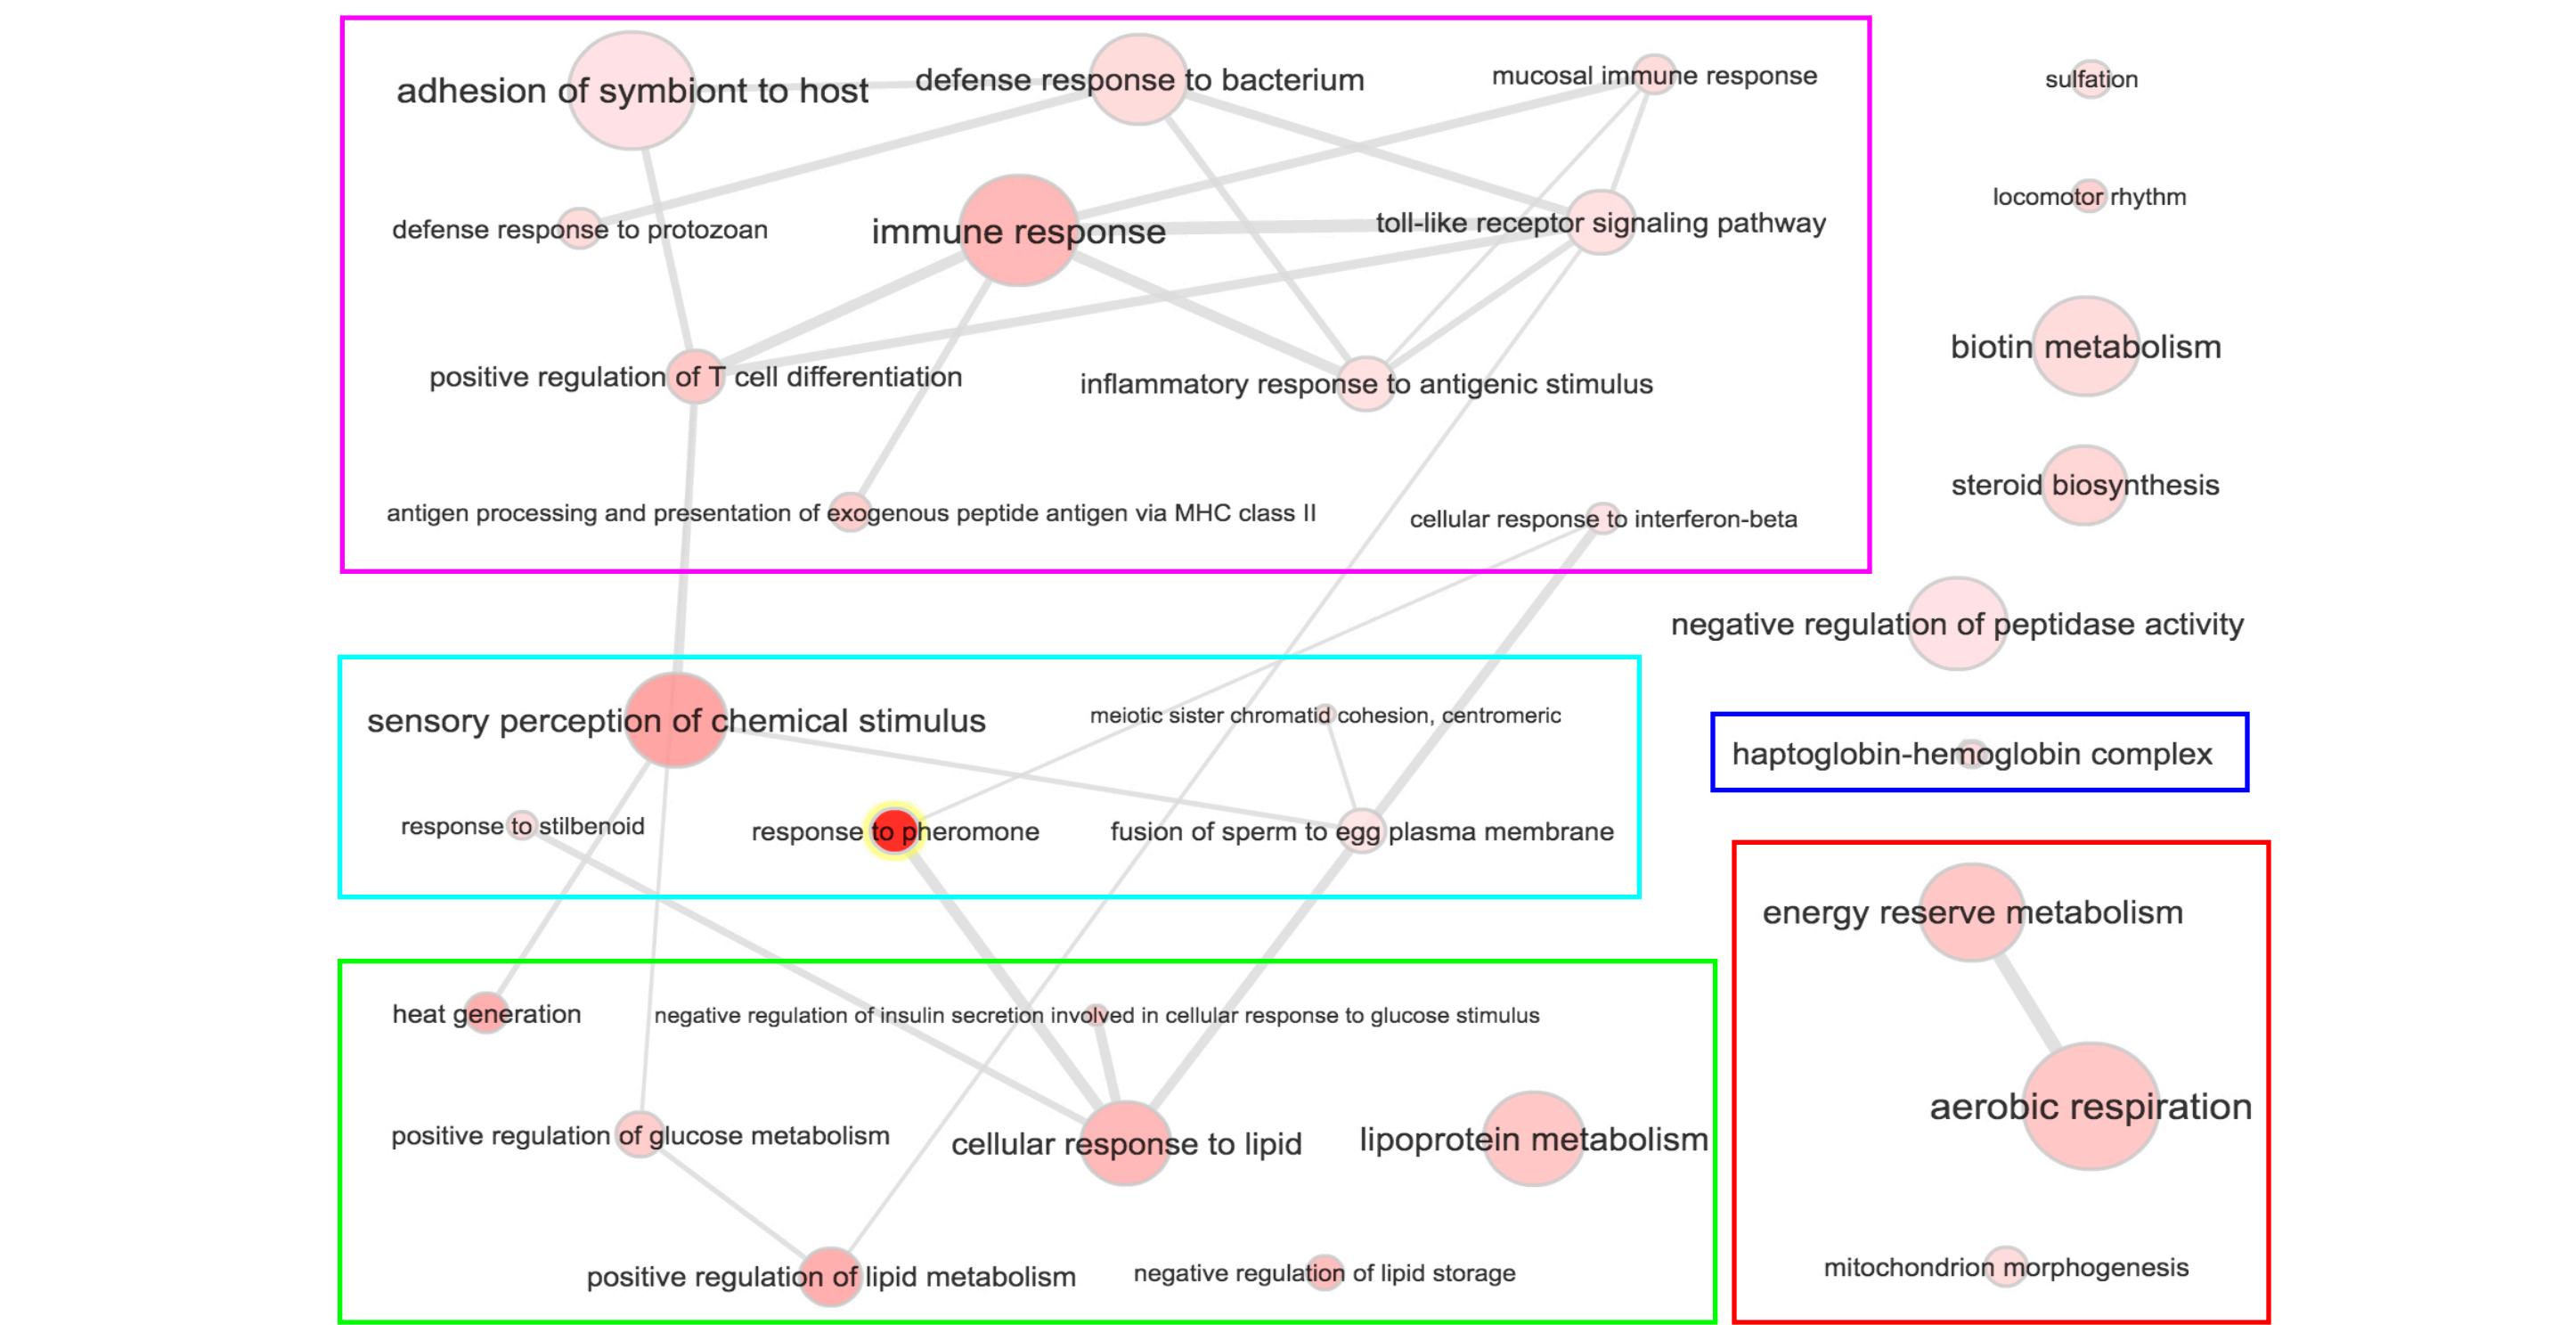 adhesion of symbiont to host
defense response to bacterium
mucosal immune response
defense response to protozoan
immune response
toll-like receptor signaling pathway
positive regulation of T cell differentiation
inflammatory response to antigenic stimulus
antigen processing and presentation of exogenous peptide antigen via MHC class II
cellular response to interferon-beta
sulfation
locomotor rhythm
biotin metabolism
steroid biosynthesis
negative regulation of peptidase activity
sensory perception of chemical stimulus
meiotic sister chromatid cohesion, centromeric
response to stilbenoid
response to pheromone
fusion of sperm to egg plasma membrane
haptoglobin-hemoglobin complex
heat generation
negative regulation of insulin secretion involved in cellular response to glucose stimulus
positive regulation of glucose metabolism
cellular response to lipid
lipoprotein metabolism
positive regulation of lipid metabolism
negative regulation of lipid storage
energy reserve metabolism
aerobic respiration
mitochondrion morphogenesis